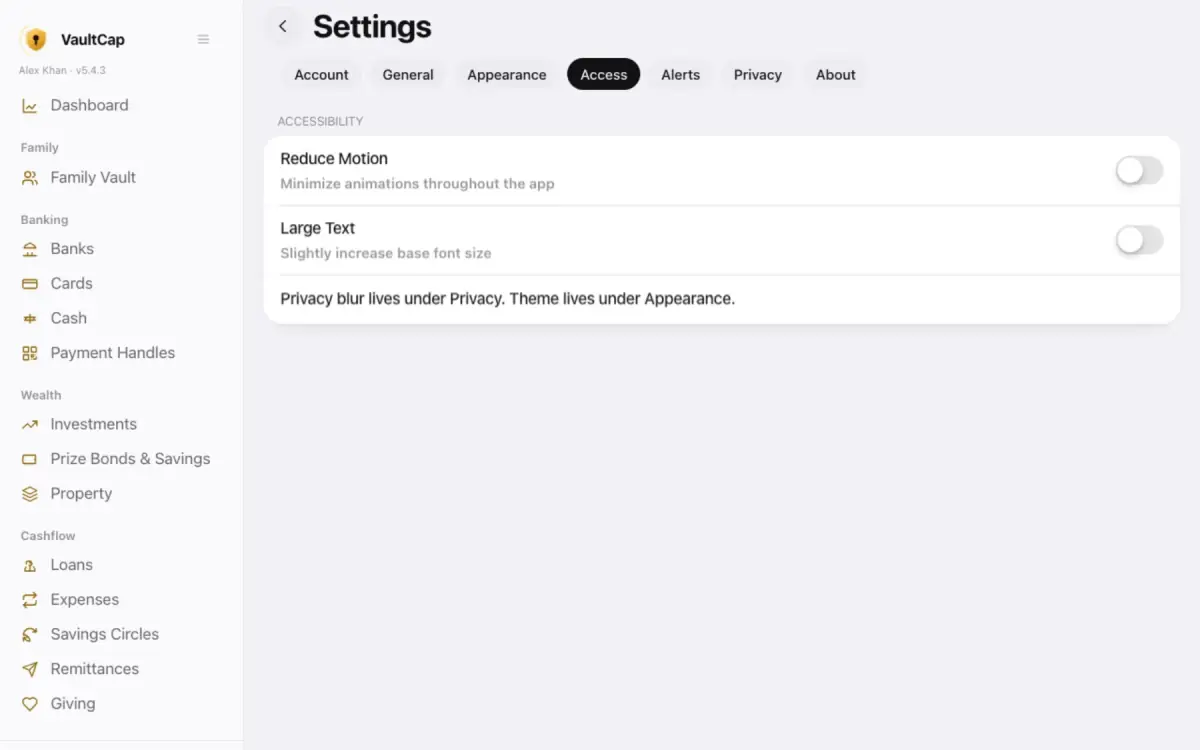 VaultCap
Alex Khan · v5.4.3
Dashboard
Family
Family Vault
Banking
Banks
Cards
Cash
Payment Handles
Wealth
Investments
Prize Bonds & Savings
Property
Cashflow
Loans
Expenses
Savings Circles
Remittances
Giving
Settings
Account General Appearance Access Alerts Privacy About
ACCESSIBILITY
Reduce Motion
Minimize animations throughout the app
Large Text
Slightly increase base font size
Privacy blur lives under Privacy. Theme lives under Appearance.